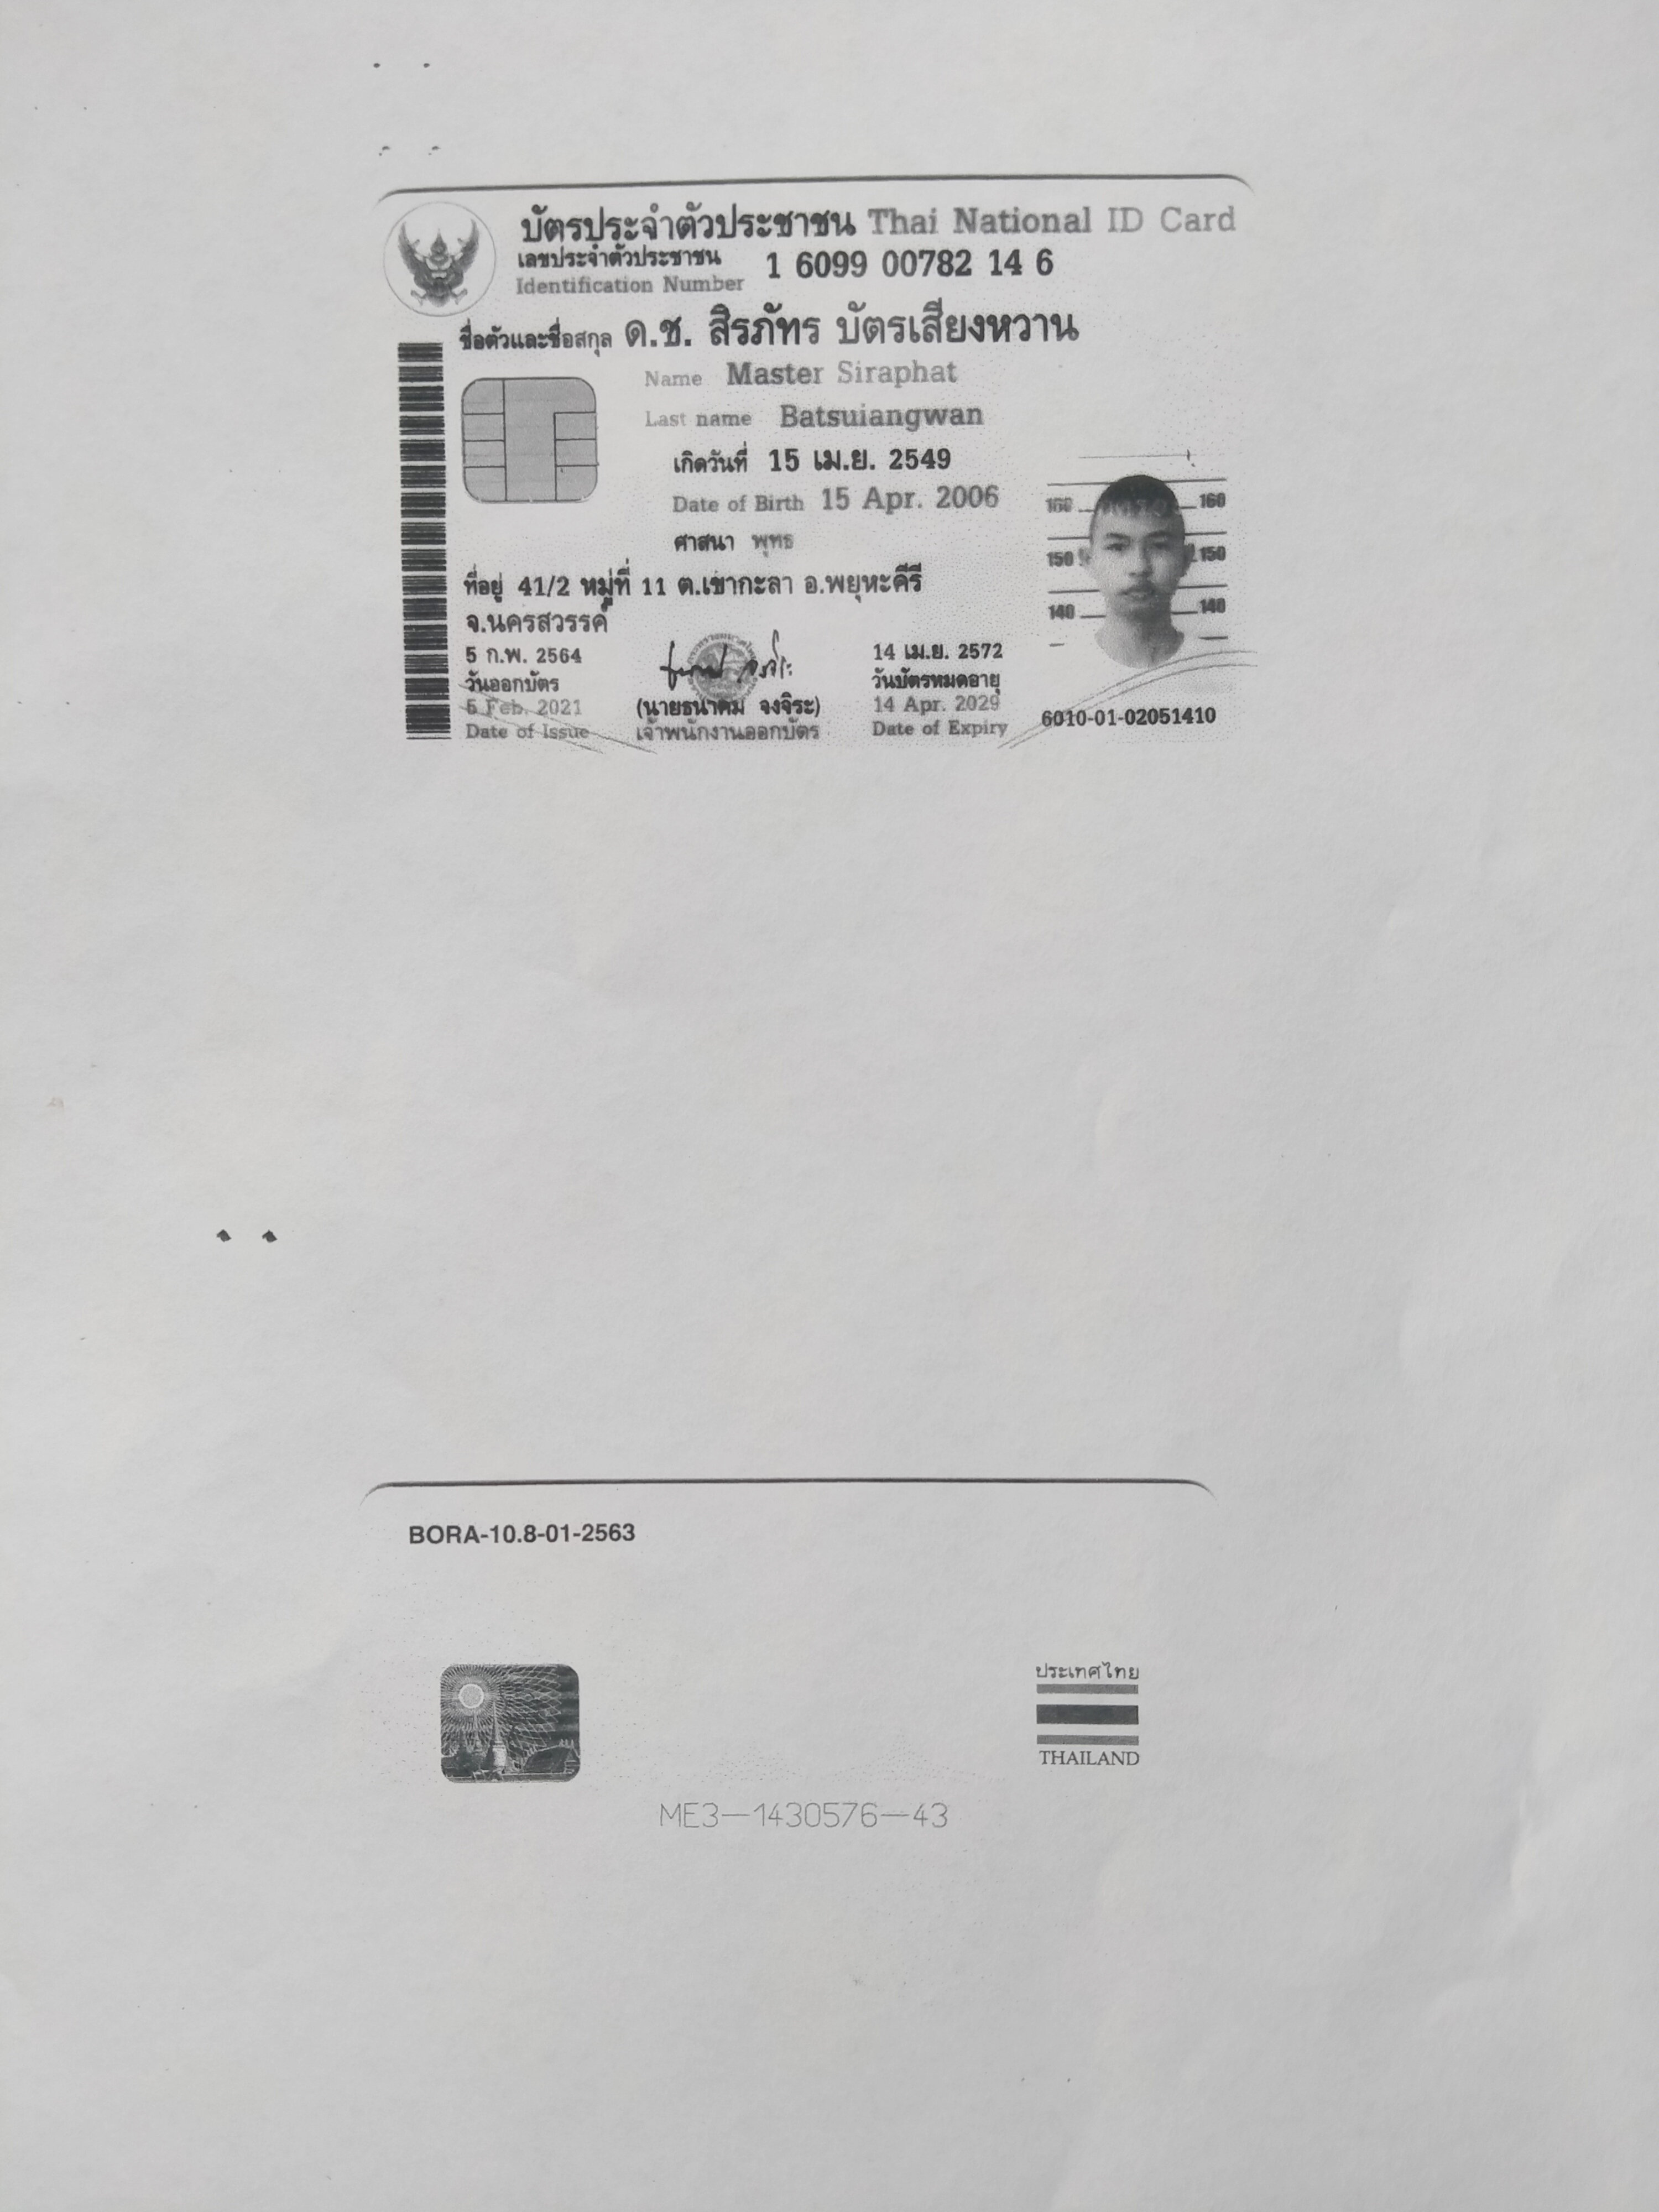 บัตรประจำตัวประชาชน Thai National ID Card
เลขประจำตัวประชาชน 1 6099 00782 14 6
Identification Number
ชื่อตัวและชื่อสกุล ด.ช. สิรภัทร บัตรเสียงหวาน
Name Master Siraphat
Last name Batsuiangwan
เกิดวันที่ 15 เม.ย. 2549
Date of Birth 15 Apr. 2006
ศาสนา พุทธ
160 160
150 150
140 140
ที่อยู่ 41/2 หมู่ที่ 11 ต.เขากะลา อ.พยุหะคีรี
จ.นครสวรรค์
5 ก.พ. 2564
วันออกบัตร
5 Feb. 2021
Date of Issue
(นายธนาคม จงจิระ)
เจ้าพนักงานออกบัตร
14 เม.ย. 2572
วันบัตรหมดอายุ
14 Apr. 2029
Date of Expiry
6010-01-02051410
BORA-10.8-01-2563
ประเทศไทย
THAILAND
ME3-1430576-43